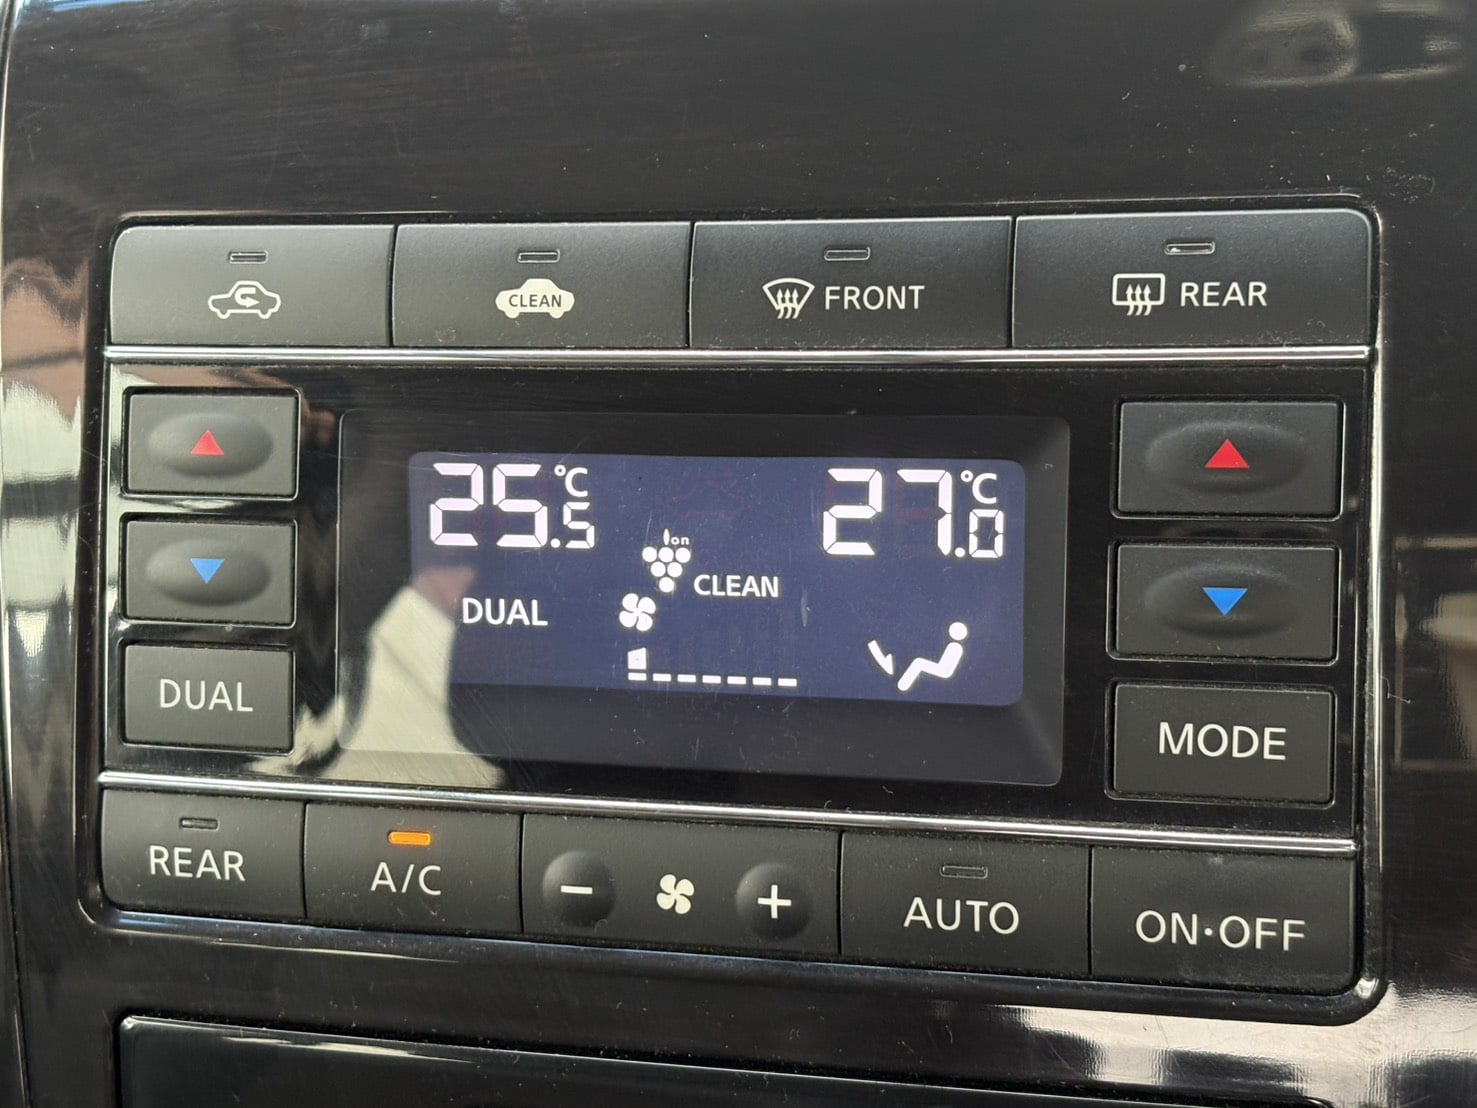 CLEAN
FRONT
REAR
25.5°C
27.0°C
ion
CLEAN
DUAL
DUAL
MODE
REAR
A/C
- +
AUTO
ON·OFF